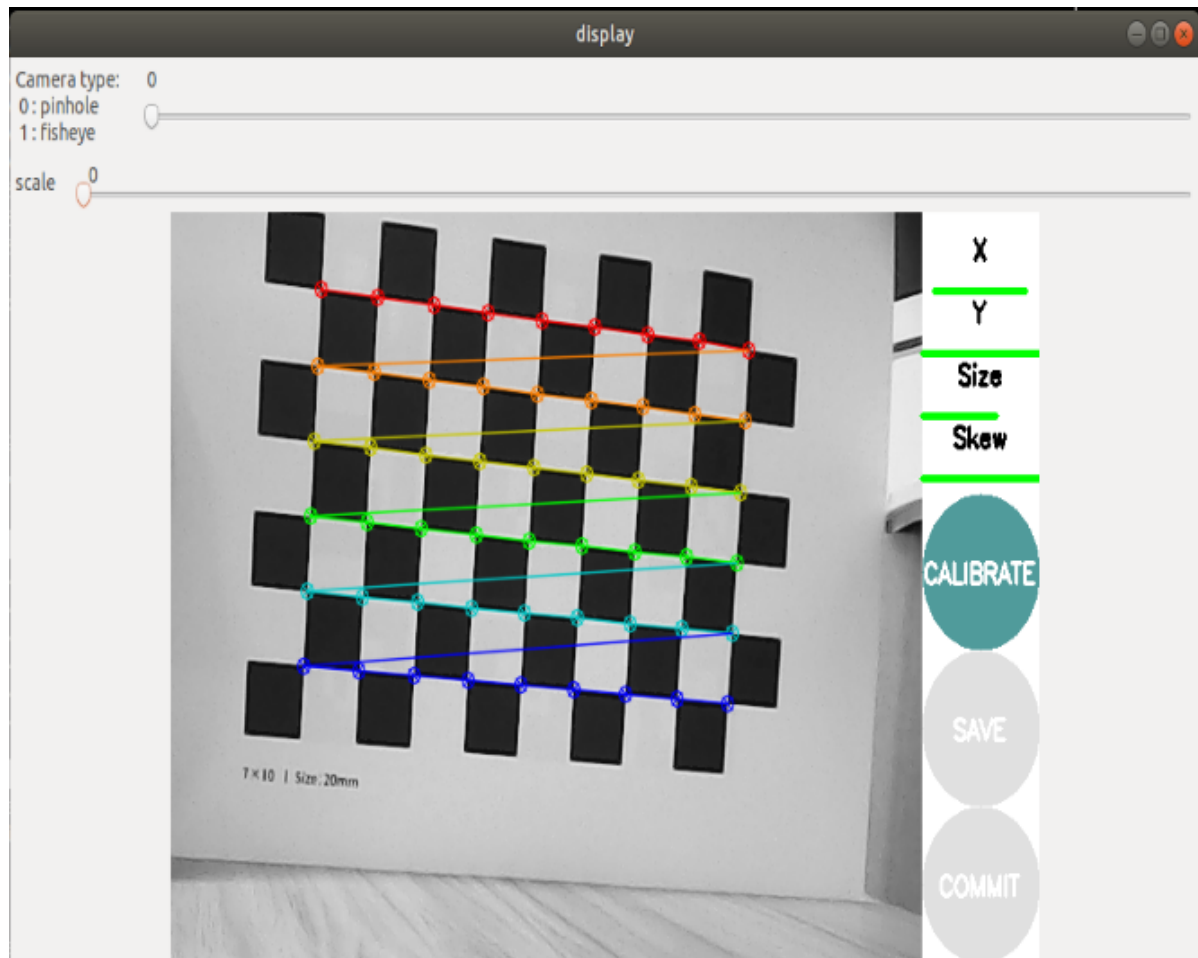 display
Camera type: 0
0 : pinhole
1 : fisheye
scale 0
X
Y
Size
Skew
CALIBRATE
SAVE
COMMIT
7×10 | Size: 20mm